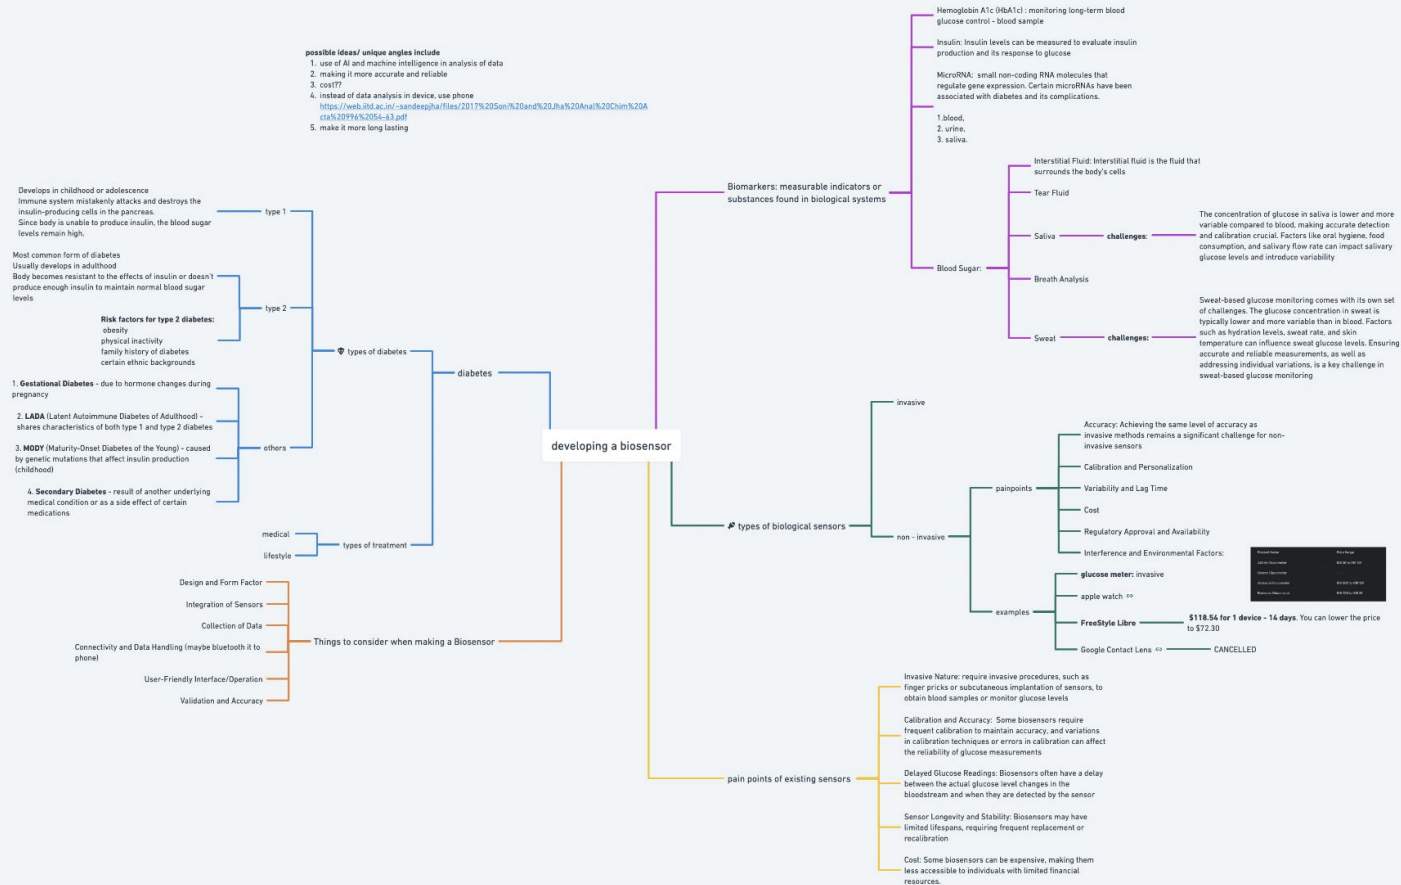 possible ideas/ unique angles include
1. use of AI and machine intelligence in analysis of data
2. making it more accurate and reliable
3. cost??
4. instead of data analysis in device, use phone
https://web.iitd.ac.in/~sandeepjha/files/2017%20Soni%20and%20Jha%20Anal%20Chim%20A
cta%20996%2054-63.pdf
5. make it more long lasting
developing a biosensor
diabetes
types of diabetes
type 1
Develops in childhood or adolescence
Immune system mistakenly attacks and destroys the
insulin-producing cells in the pancreas.
Since body is unable to produce insulin, the blood sugar
levels remain high,
type 2
Most common form of diabetes
Usually develops in adulthood
Body becomes resistant to the effects of insulin or doesn't
produce enough insulin to maintain normal blood sugar
levels
Risk factors for type 2 diabetes:
obesity
physical inactivity
family history of diabetes
certain ethnic backgrounds
others
1. Gestational Diabetes - due to hormone changes during
pregnancy
2. LADA (Latent Autoimmune Diabetes of Adulthood) -
shares characteristics of both type 1 and type 2 diabetes
3. MODY (Maturity-Onset Diabetes of the Young) - caused
by genetic mutations that affect insulin production
(childhood)
4. Secondary Diabetes - result of another underlying
medical condition or as a side effect of certain
medications
types of treatment
medical
lifestyle
Things to consider when making a Biosensor
Design and Form Factor
Integration of Sensors
Collection of Data
Connectivity and Data Handling (maybe bluetooth it to
phone)
User-Friendly Interface/Operation
Validation and Accuracy
Biomarkers: measurable indicators or
substances found in biological systems
Hemoglobin A1c (HbA1c) : monitoring long-term blood
glucose control - blood sample
Insulin: Insulin levels can be measured to evaluate insulin
production and its response to glucose
MicroRNA: small non-coding RNA molecules that
regulate gene expression. Certain microRNAs have been
associated with diabetes and its complications.
1.blood,
2. urine,
3. saliva.
Blood Sugar:
Interstitial Fluid: Interstitial fluid is the fluid that
surrounds the body's cells
Tear Fluid
Saliva
challenges:
The concentration of glucose in saliva is lower and more
variable compared to blood, making accurate detection
and calibration crucial. Factors like oral hygiene, food
consumption, and salivary flow rate can impact salivary
glucose levels and introduce variability
Breath Analysis
Sweat
challenges:
Sweat-based glucose monitoring comes with its own set
of challenges. The glucose concentration in sweat is
typically lower and more variable than in blood. Factors
such as hydration levels, sweat rate, and skin
temperature can influence sweat glucose levels. Ensuring
accurate and reliable measurements, as well as
addressing individual variations, is a key challenge in
sweat-based glucose monitoring
types of biological sensors
invasive
non - invasive
painpoints
Accuracy: Achieving the same level of accuracy as
invasive methods remains a significant challenge for non-
invasive sensors
Calibration and Personalization
Variability and Lag Time
Cost
Regulatory Approval and Availability
Interference and Environmental Factors:
examples
glucose meter: invasive
apple watch
FreeStyle Libre
$118.54 for 1 device - 14 days. You can lower the price
to $72.30
Google Contact Lens
CANCELLED
pain points of existing sensors
Invasive Nature: require invasive procedures, such as
finger pricks or subcutaneous implantation of sensors, to
obtain blood samples or monitor glucose levels
Calibration and Accuracy: Some biosensors require
frequent calibration to maintain accuracy, and variations
in calibration techniques or errors in calibration can affect
the reliability of glucose measurements
Delayed Glucose Readings: Biosensors often have a delay
between the actual glucose level changes in the
bloodstream and when they are detected by the sensor
Sensor Longevity and Stability: Biosensors may have
limited lifespans, requiring frequent replacement or
recalibration
Cost: Some biosensors can be expensive, making them
less accessible to individuals with limited financial
resources.